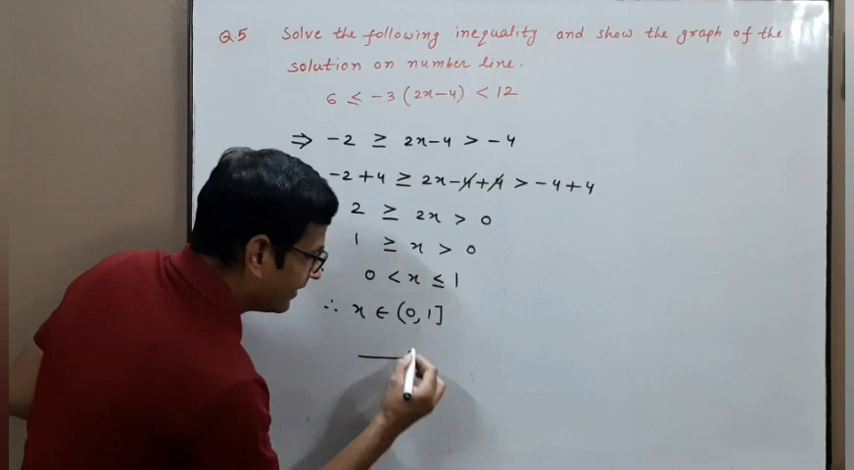 Q.5 Solve the following inequality and show the graph of the
solution on number line.
6 ≤ -3 (2x-4) < 12
⇒ -2 ≥ 2x-4 > -4
-2+4 ≥ 2x-4+4 > -4+4
2 ≥ 2x > 0
1 ≥ x > 0
0 < x ≤ 1
∴ x ∈ (0, 1]